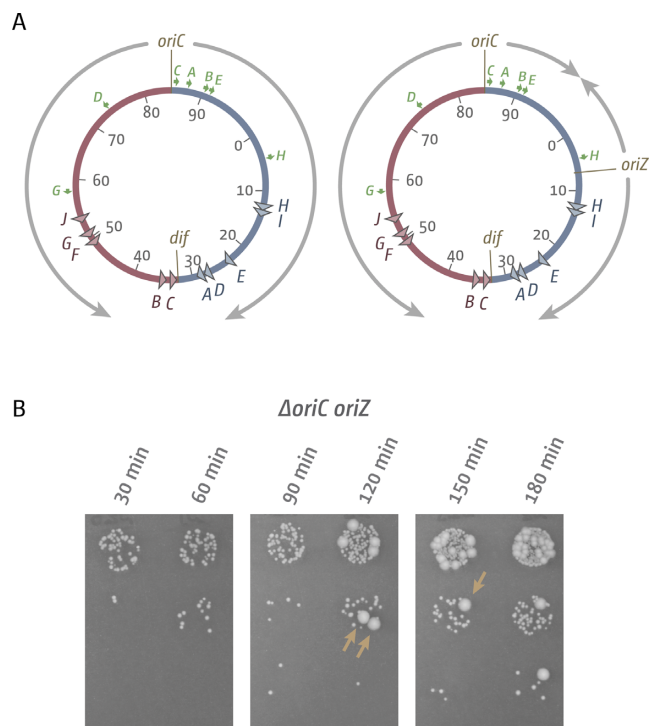 A
oriC
C A B E
D
H
G
80
90
70
0
60
10
50
20
40
30
J
G
F
B C
dif
A D
E
H
I
oriC
C A B E
D
H
oriZ
G
80
90
70
0
60
10
50
20
40
30
J
G
F
B C
dif
A D
E
H
I
B
ΔoriC oriZ
30 min 60 min 90 min 120 min 150 min 180 min